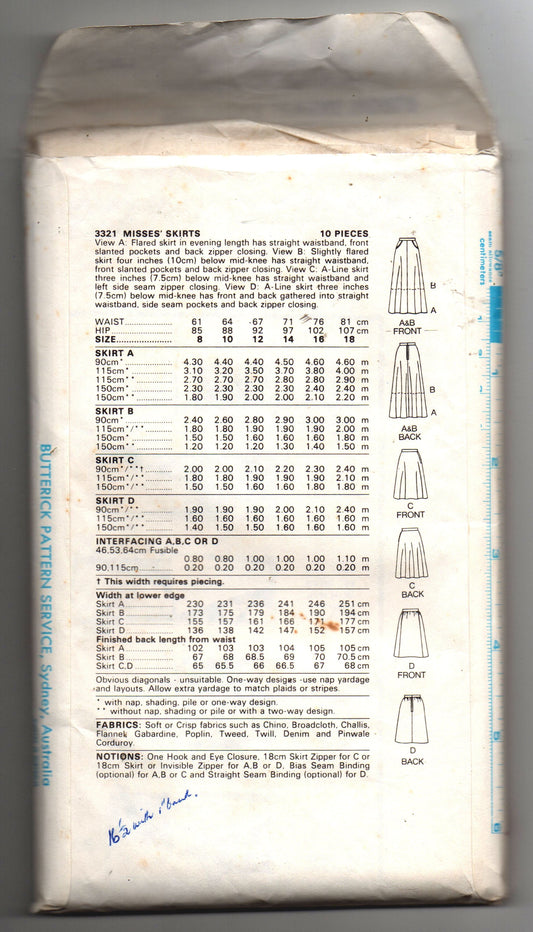 3321 MISSES' SKIRTS 10 PIECES
View A: Flared skirt in evening length has straight waistband, front
slanted pockets and back zipper closing. View B: Slightly flared
skirt four inches (10cm) below mid-knee has straight waistband,
front slanted pockets and back zipper closing. View C: A-Line skirt
three inches (7.5cm) below mid-knee has straight waistband and
left side seam zipper closing. View D: A-Line skirt three inches
(7.5cm) below mid-knee has front and back gathered into straight
waistband, side seam pockets and back zipper closing.
WAIST 61 64 67 71 76 81 cm
HIP 85 88 92 97 102 107 cm
SIZE 8 10 12 14 16 18
SKIRT A
90cm* 4.30 4.40 4.40 4.50 4.60 4.60 m
115cm* 3.10 3.20 3.50 3.70 3.80 4.00 m
115cm** 2.70 2.70 2.70 2.80 2.80 2.90 m
150cm* 2.30 2.30 2.30 2.30 2.40 2.40 m
150cm** 1.80 1.90 2.00 2.00 2.10 2.20 m
SKIRT B
90cm* 2.40 2.60 2.80 2.90 3.00 3.00 m
115cm*/** 1.80 1.80 1.90 1.90 1.90 2.00 m
150cm* 1.50 1.50 1.60 1.60 1.60 1.80 m
150cm** 1.20 1.20 1.20 1.30 1.40 1.50 m
SKIRT C
90cm*/**† 2.00 2.00 2.10 2.20 2.30 2.40 m
115cm*/** 1.80 1.80 1.90 1.90 1.90 2.10 m
150cm*/** 1.50 1.50 1.60 1.60 1.80 1.80 m
SKIRT D
90cm*/** 1.90 1.90 1.90 2.00 2.10 2.40 m
115cm*/** 1.60 1.60 1.60 1.60 1.60 1.60 m
150cm*/** 1.40 1.50 1.50 1.60 1.60 1.60 m
INTERFACING A,B,C OR D
46,53,64cm Fusible
0.80 0.80 1.00 1.00 1.00 1.10 m
90,115cm 0.20 0.20 0.20 0.20 0.20 0.20 m
† This width requires piecing.
Width at lower edge
Skirt A 230 231 236 241 246 251 cm
Skirt B 173 175 179 184 190 194 cm
Skirt C 155 157 161 166 171 177 cm
Skirt D 136 138 142 147 152 157 cm
Finished back length from waist
Skirt A 102 103 103 104 105 105 cm
Skirt B 67 68 68.5 69 70 70.5 cm
Skirt C,D 65 65.5 66 66.5 67 68 cm
Obvious diagonals - unsuitable. One-way designs - use nap yardage
and layouts. Allow extra yardage to match plaids or stripes.
* with nap, shading, pile or one-way design.
** without nap, shading or pile or with a two-way design.
FABRICS: Soft or Crisp fabrics such as Chino, Broadcloth, Challis,
Flannel, Gabardine, Poplin, Tweed, Twill, Denim and Pinwale
Corduroy.
NOTIONS: One Hook and Eye Closure, 18cm Skirt Zipper for C or
18cm Skirt or Invisible Zipper for A,B or D, Bias Seam Binding
(optional) for A,B or C and Straight Seam Binding (optional) for D.
B
A
A&B
FRONT
B
A
A&B
BACK
C
FRONT
C
BACK
D
FRONT
D
BACK
BUTTERICK PATTERN SERVICE, Sydney, Australia
5/8"
centimeters
1
2
4
5
6
with